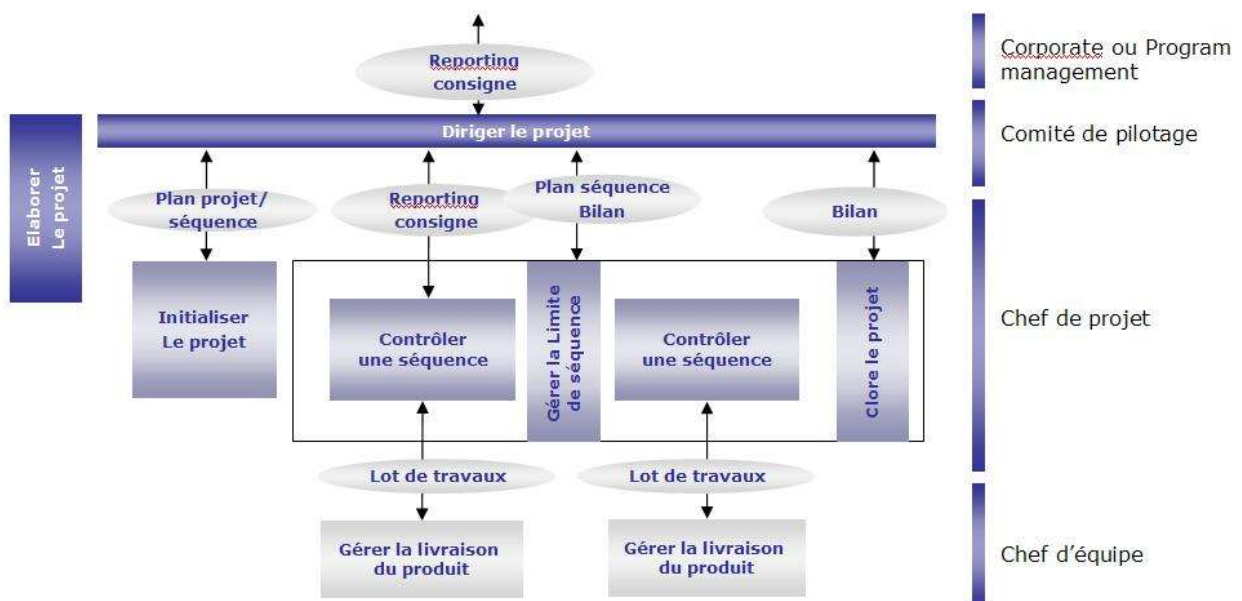 Reporting
consigne
Corporate ou Program
management
Diriger le projet
Comité de pilotage
Elaborer
Le projet
Plan projet/
séquence
Reporting
consigne
Plan séquence
Bilan
Bilan
Initialiser
Le projet
Contrôler
une séquence
Gérer la Limite
de séquence
Contrôler
une séquence
Clore le projet
Chef de projet
Lot de travaux
Lot de travaux
Gérer la livraison
du produit
Gérer la livraison
du produit
Chef d’équipe